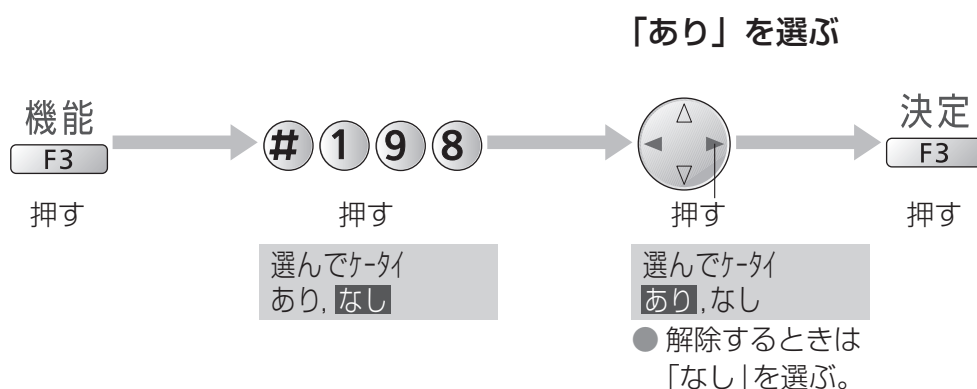 「あり」を選ぶ
機能
F3
押す
#198
押す
選んでｹｰﾀｲ
あり,なし
押す
選んでｹｰﾀｲ
あり,なし
● 解除するときは
「なし」を選ぶ。
決定
F3
押す